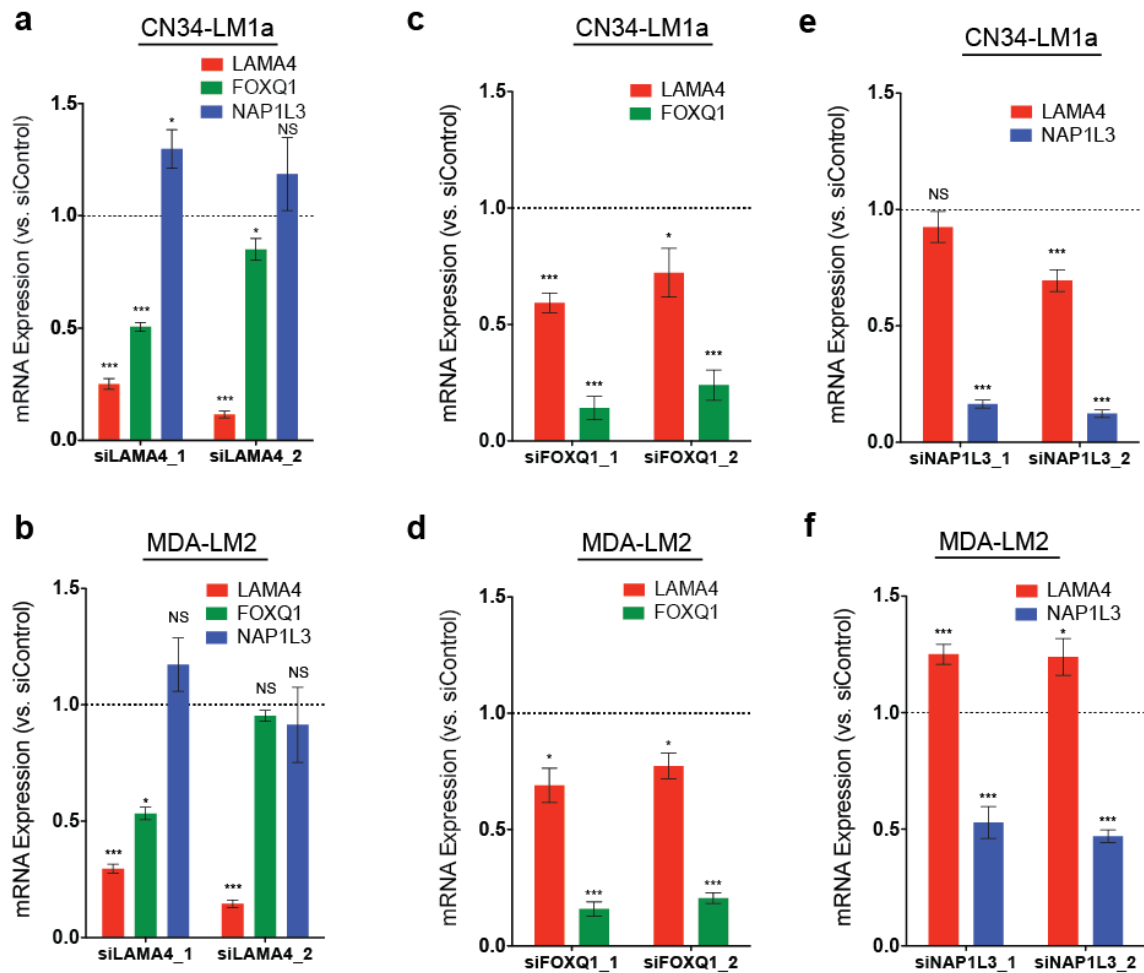 a
CN34-LM1a
LAMA4
FOXQ1
NAP1L3
mRNA Expression (vs. siControl)
1.5
1.0
0.5
0.0
***
***
*
***
*
NS
siLAMA4_1 siLAMA4_2
c
CN34-LM1a
LAMA4
FOXQ1
mRNA Expression (vs. siControl)
1.5
1.0
0.5
0.0
***
***
*
***
siFOXQ1_1 siFOXQ1_2
e
CN34-LM1a
LAMA4
NAP1L3
mRNA Expression (vs. siControl)
1.5
1.0
0.5
0.0
NS
***
***
***
siNAP1L3_1 siNAP1L3_2
b
MDA-LM2
LAMA4
FOXQ1
NAP1L3
mRNA Expression (vs. siControl)
1.5
1.0
0.5
0.0
***
*
NS
***
NS
NS
siLAMA4_1 siLAMA4_2
d
MDA-LM2
LAMA4
FOXQ1
mRNA Expression (vs. siControl)
1.5
1.0
0.5
0.0
*
***
*
***
siFOXQ1_1 siFOXQ1_2
f
MDA-LM2
LAMA4
NAP1L3
mRNA Expression (vs. siControl)
1.5
1.0
0.5
0.0
***
***
*
***
siNAP1L3_1 siNAP1L3_2